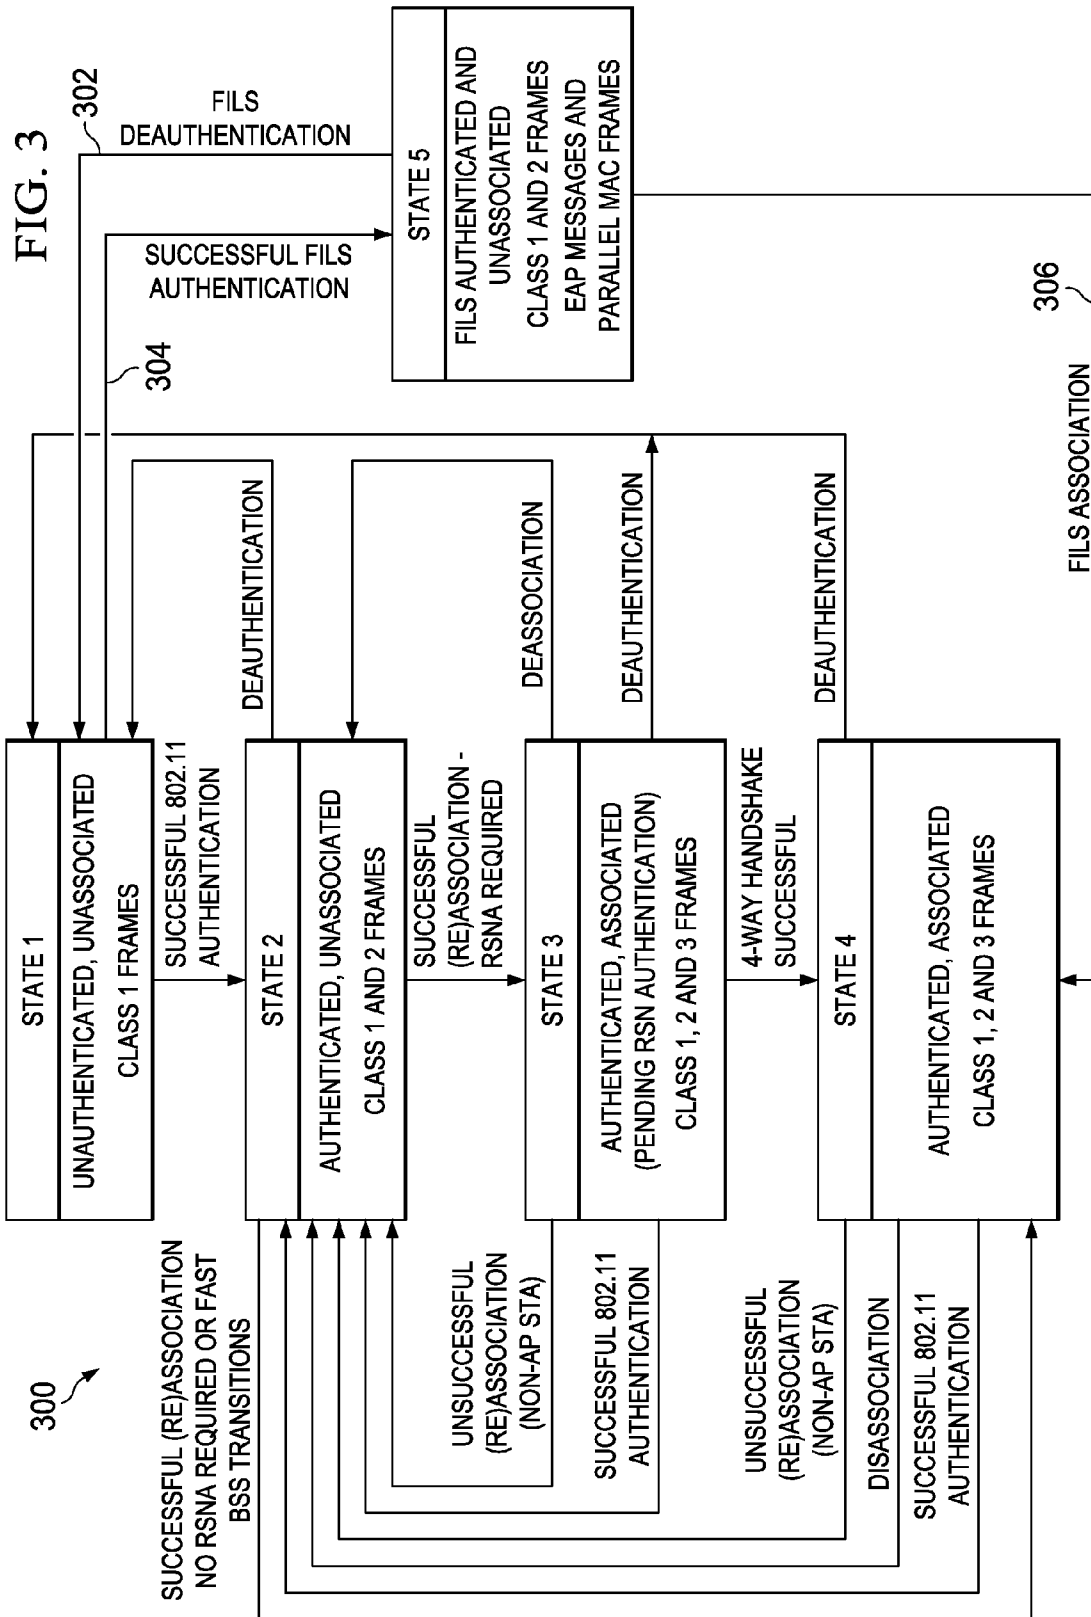 FIG. 3
300
STATE 1
UNAUTHENTICATED, UNASSOCIATED
CLASS 1 FRAMES
SUCCESSFUL 802.11
AUTHENTICATION
302
FILS
DEAUTHENTICATION
304
SUCCESSFUL FILS
AUTHENTICATION
SUCCESSFUL (RE)ASSOCIATION
NO RSNA REQUIRED OR FAST
BSS TRANSITIONS
STATE 2
AUTHENTICATED, UNASSOCIATED
CLASS 1 AND 2 FRAMES
DEAUTHENTICATION
SUCCESSFUL
(RE)ASSOCIATION -
RSNA REQUIRED
STATE 5
FILS AUTHENTICATED AND
UNASSOCIATED
CLASS 1 AND 2 FRAMES
EAP MESSAGES AND
PARALLEL MAC FRAMES
UNSUCCESSFUL
(RE)ASSOCIATION
(NON-AP STA)
STATE 3
AUTHENTICATED, ASSOCIATED
(PENDING RSN AUTHENTICATION)
CLASS 1, 2 AND 3 FRAMES
DEASSOCIATION
SUCCESSFUL 802.11
AUTHENTICATION
DEAUTHENTICATION
4-WAY HANDSHAKE
SUCCESSFUL
UNSUCCESSFUL
(RE)ASSOCIATION
(NON-AP STA)
STATE 4
AUTHENTICATED, ASSOCIATED
CLASS 1, 2 AND 3 FRAMES
DEAUTHENTICATION
DISASSOCIATION
SUCCESSFUL 802.11
AUTHENTICATION
306
FILS ASSOCIATION